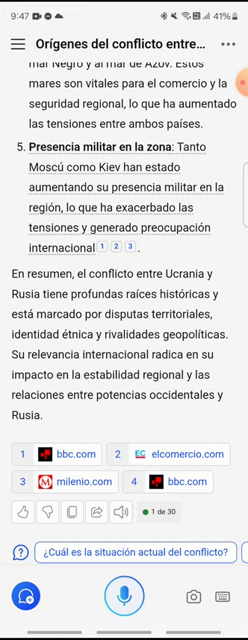 9:47
41%
Orígenes del conflicto entre...
mar Negro y al mar de Azov. Estos
mares son vitales para el comercio y la
seguridad regional, lo que ha aumentado
las tensiones entre ambos países.
5. Presencia militar en la zona: Tanto
Moscú como Kiev han estado
aumentando su presencia militar en la
región, lo que ha exacerbado las
tensiones y generado preocupación
internacional 1 2 3 .
En resumen, el conflicto entre Ucrania y
Rusia tiene profundas raíces históricas y
está marcado por disputas territoriales,
identidad étnica y rivalidades geopolíticas.
Su relevancia internacional radica en su
impacto en la estabilidad regional y las
relaciones entre potencias occidentales y
Rusia.
1 bbc.com 2 EC elcomercio.com
3 M milenio.com 4 bbc.com
1 de 30
¿Cuál es la situación actual del conflicto?